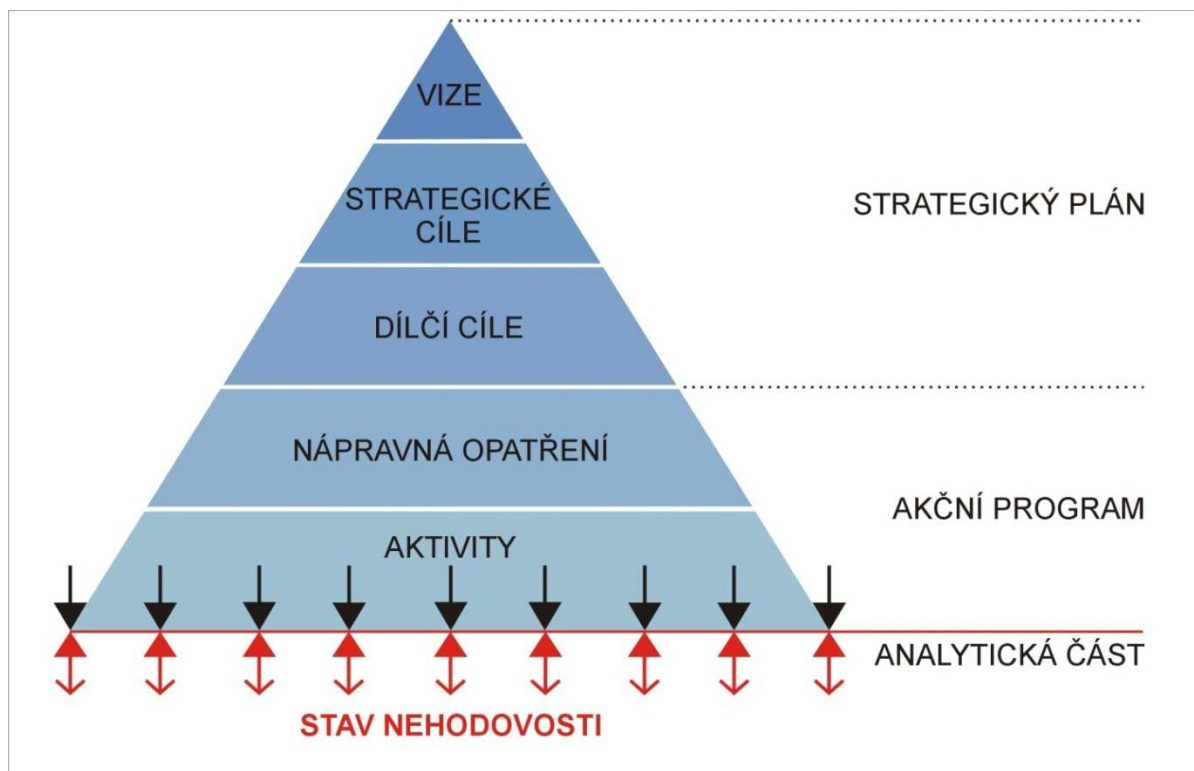 VIZE
STRATEGICKÉ
CÍLE
STRATEGICKÝ PLÁN
DÍLČÍ CÍLE
NÁPRAVNÁ OPATŘENÍ
AKČNÍ PROGRAM
AKTIVITY
ANALYTICKÁ ČÁST
STAV NEHODOVOSTI